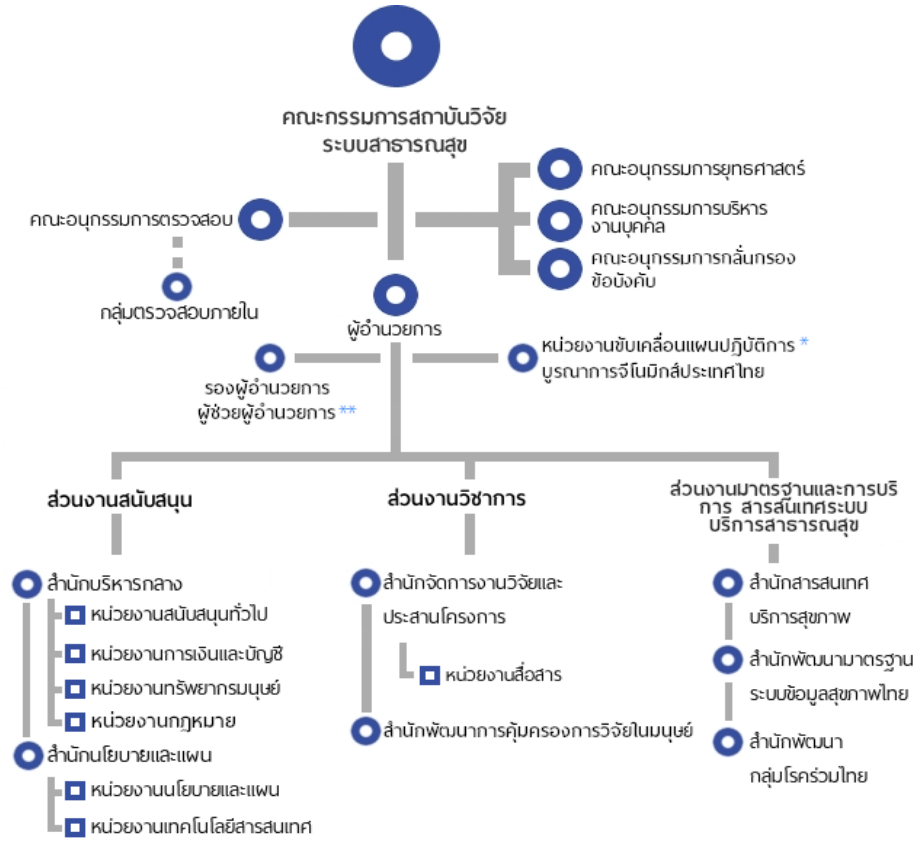 คณะกรรมการสถาบันวิจัย
ระบบสาธารณสุข
คณะอนุกรรมการยุทธศาสตร์
คณะอนุกรรมการตรวจสอบ
คณะอนุกรรมการบริหาร
งานบุคคล
คณะอนุกรรมการกลั่นกรอง
ข้อบังคับ
กลุ่มตรวจสอบภายใน
ผู้อำนวยการ
หน่วยงานขับเคลื่อนแผนปฏิบัติการ *
บูรณาการจีโนมิกส์ประเทศไทย
รองผู้อำนวยการ
ผู้ช่วยผู้อำนวยการ **
ส่วนงานสนับสนุน
สำนักบริหารกลาง
หน่วยงานสนับสนุนทั่วไป
หน่วยงานการเงินและบัญชี
หน่วยงานทรัพยากรมนุษย์
หน่วยงานกฎหมาย
สำนักนโยบายและแผน
หน่วยงานนโยบายและแผน
หน่วยงานเทคโนโลยีสารสนเทศ
ส่วนงานวิชาการ
สำนักจัดการงานวิจัยและ
ประสานโครงการ
หน่วยงานสื่อสาร
สำนักพัฒนาการคุ้มครองการวิจัยในมนุษย์
ส่วนงานมาตรฐานและการบริ
การ สารสนเทศระบบ
บริการสาธารณสุข
สำนักสารสนเทศ
บริการสุขภาพ
สำนักพัฒนามาตรฐาน
ระบบข้อมูลสุขภาพไทย
สำนักพัฒนา
กลุ่มโรคร่วมไทย